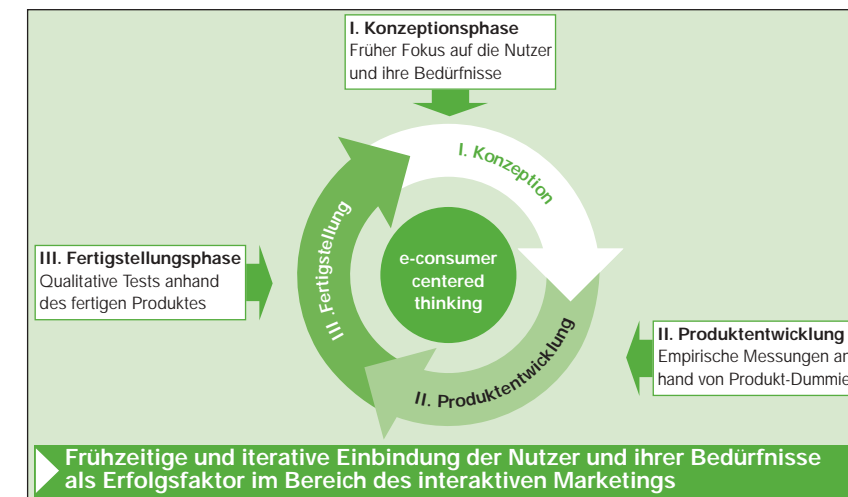 I. Konzeptionsphase
Früher Fokus auf die Nutzer
und ihre Bedürfnisse
I. Konzeption
III. Fertigstellungsphase
Qualitative Tests anhand
des fertigen Produktes
III .Fertigstellung
e-consumer
centered
thinking
II. Produktentwicklung
II. Produktentwicklung
Empirische Messungen an
hand von Produkt-Dummie
Frühzeitige und iterative Einbindung der Nutzer und ihrer Bedürfnisse
als Erfolgsfaktor im Bereich des interaktiven Marketings